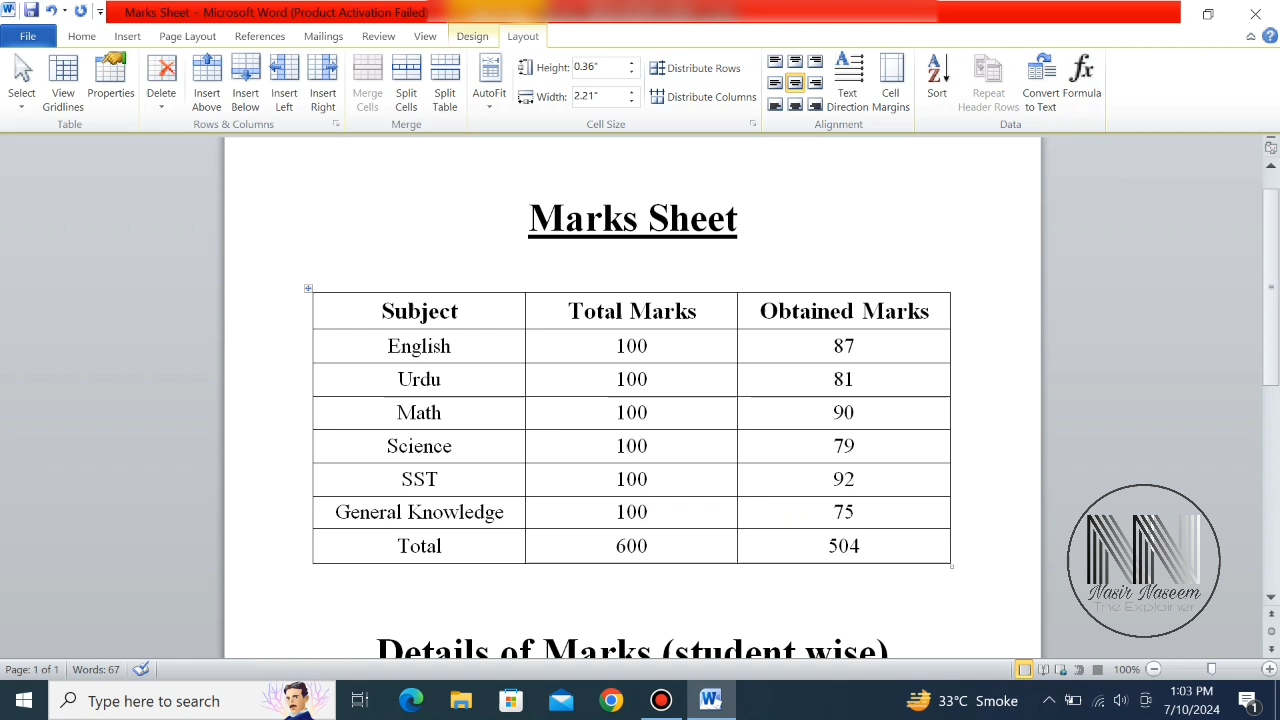 Marks Sheet - Microsoft Word (Product Activation Failed)
File Home Insert Page Layout References Mailings Review View Design Layout
Select
View Gridlines
Properties
Table
Delete
Insert Above
Insert Below
Insert Left
Insert Right
Rows & Columns
Merge Cells
Split Cells
Split Table
Merge
AutoFit
Height: 0.36"
Width: 2.21"
Distribute Rows
Distribute Columns
Cell Size
Text Direction
Cell Margins
Alignment
Sort
Repeat Header Rows
Convert to Text
Formula
Data
Marks Sheet
Subject Total Marks Obtained Marks
English 100 87
Urdu 100 81
Math 100 90
Science 100 79
SST 100 92
General Knowledge 100 75
Total 600 504
Details of Marks (student wise)
NN
Nasir Naseem
The Explainer
Page: 1 of 1 Words: 67 100%
Type here to search
33°C Smoke
1:03 PM
7/10/2024
1